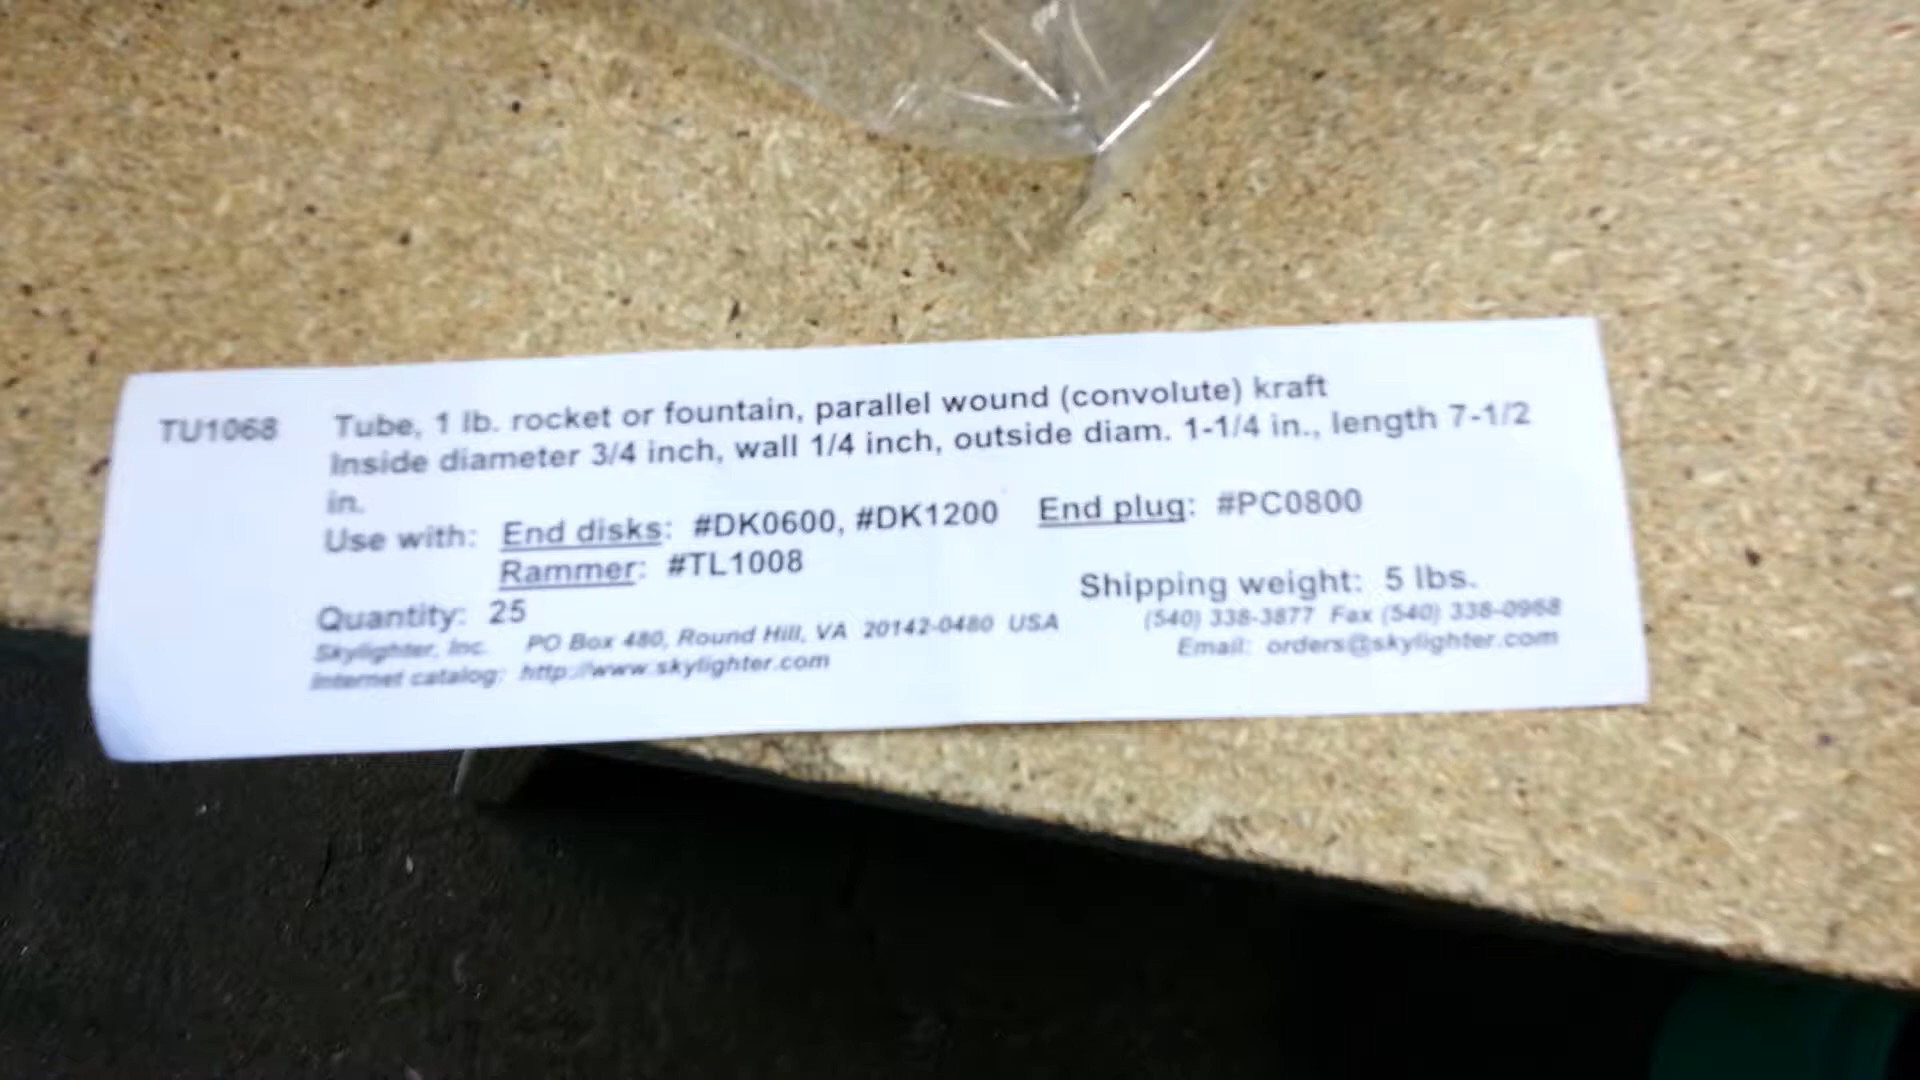 TU1068 Tube, 1 lb. rocket or fountain, parallel wound (convolute) kraft
Inside diameter 3/4 inch, wall 1/4 inch, outside diam. 1-1/4 in., length 7-1/2
in.
Use with: End disks: #DK0600, #DK1200 End plug: #PC0800
Rammer: #TL1008
Quantity: 25 Shipping weight: 5 lbs.
Skylighter, Inc. PO Box 480, Round Hill, VA 20142-0480 USA (540) 338-3877 Fax (540) 338-0968
Internet catalog: http://www.skylighter.com Email: orders@skylighter.com